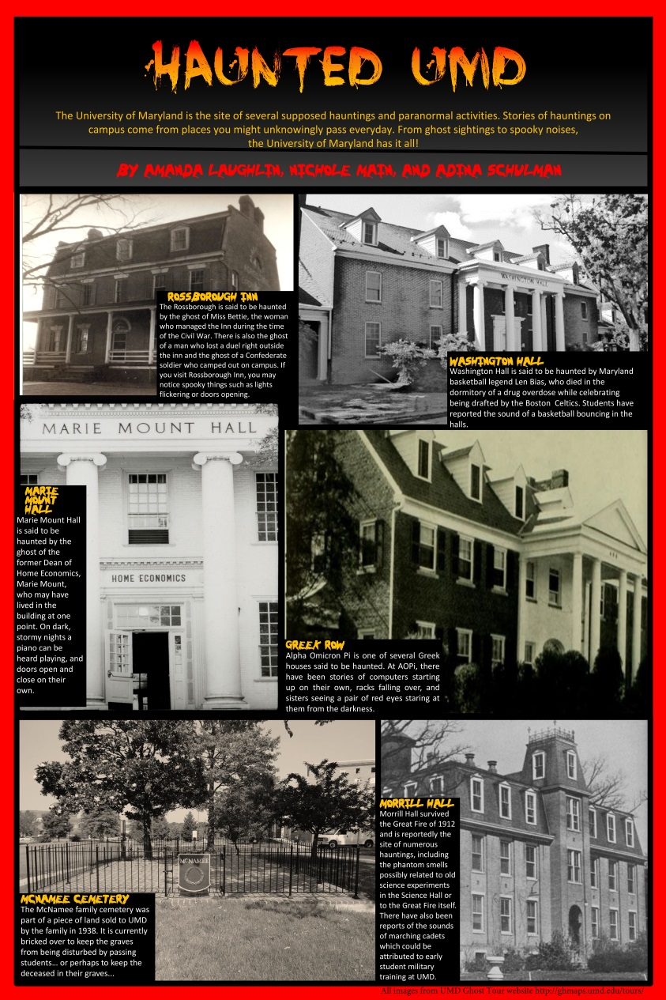 HAUNTED UMD
The University of Maryland is the site of several supposed hauntings and paranormal activities. Stories of hauntings on
campus come from places you might unknowingly pass everyday. From ghost sightings to spooky noises,
the University of Maryland has it all!
BY AMANDA LAUGHLIN, NICHOLE MAIN, AND ADINA SCHULMAN
ROSSBOROUGH INN
The Rossborough is said to be haunted
by the ghost of Miss Bettie, the woman
who managed the Inn during the time
of the Civil War. There is also the ghost
of a man who lost a duel right outside
the inn and the ghost of a Confederate
soldier who camped out on campus. If
you visit Rossborough Inn, you may
notice spooky things such as lights
flickering or doors opening.
WASHINGTON HALL
WASHINGTON HALL
Washington Hall is said to be haunted by Maryland
basketball legend Len Bias, who died in the
dormitory of a drug overdose while celebrating
being drafted by the Boston Celtics. Students have
reported the sound of a basketball bouncing in the
halls.
MARIE MOUNT HALL
HOME ECONOMICS
MARIE
MOUNT
HALL
Marie Mount Hall
is said to be
haunted by the
ghost of the
former Dean of
Home Economics,
Marie Mount,
who may have
lived in the
building at one
point. On dark,
stormy nights a
piano can be
heard playing, and
doors open and
close on their
own.
GREEK ROW
Alpha Omicron Pi is one of several Greek
houses said to be haunted. At AOPi, there
have been stories of computers starting
up on their own, racks falling over, and
sisters seeing a pair of red eyes staring at
them from the darkness.
MCNAMEE
MCNAMEE CEMETERY
The McNamee family cemetery was
part of a piece of land sold to UMD
by the family in 1938. It is currently
bricked over to keep the graves
from being disturbed by passing
students... or perhaps to keep the
deceased in their graves...
MORRILL HALL
Morrill Hall survived
the Great Fire of 1912
and is reportedly the
site of numerous
hauntings, including
the phantom smells
possibly related to old
science experiments
in the Science Hall or
to the Great Fire itself.
There have also been
reports of the sounds
of marching cadets
which could be
attributed to early
student military
training at UMD.
All images from UMD Ghost Tour website http://ghmaps.umd.edu/tours/